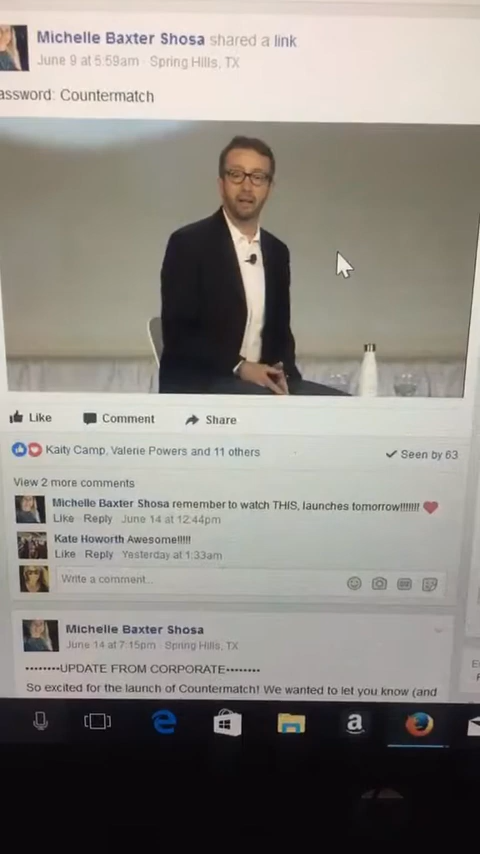 Michelle Baxter Shosa shared a link
June 9 at 5:59am · Spring Hills, TX
assword: Countermatch
Like Comment Share
Kaity Camp, Valerie Powers and 11 others
Seen by 63
View 2 more comments
Michelle Baxter Shosa remember to watch THIS, launches tomorrow!!!!!!!
Like Reply June 14 at 12:44pm
Kate Howorth Awesome!!!!!
Like Reply Yesterday at 1:33am
Write a comment...
Michelle Baxter Shosa
June 14 at 7:15pm · Spring Hills, TX
••••••••UPDATE FROM CORPORATE••••••••
So excited for the launch of Countermatch! We wanted to let you know (and